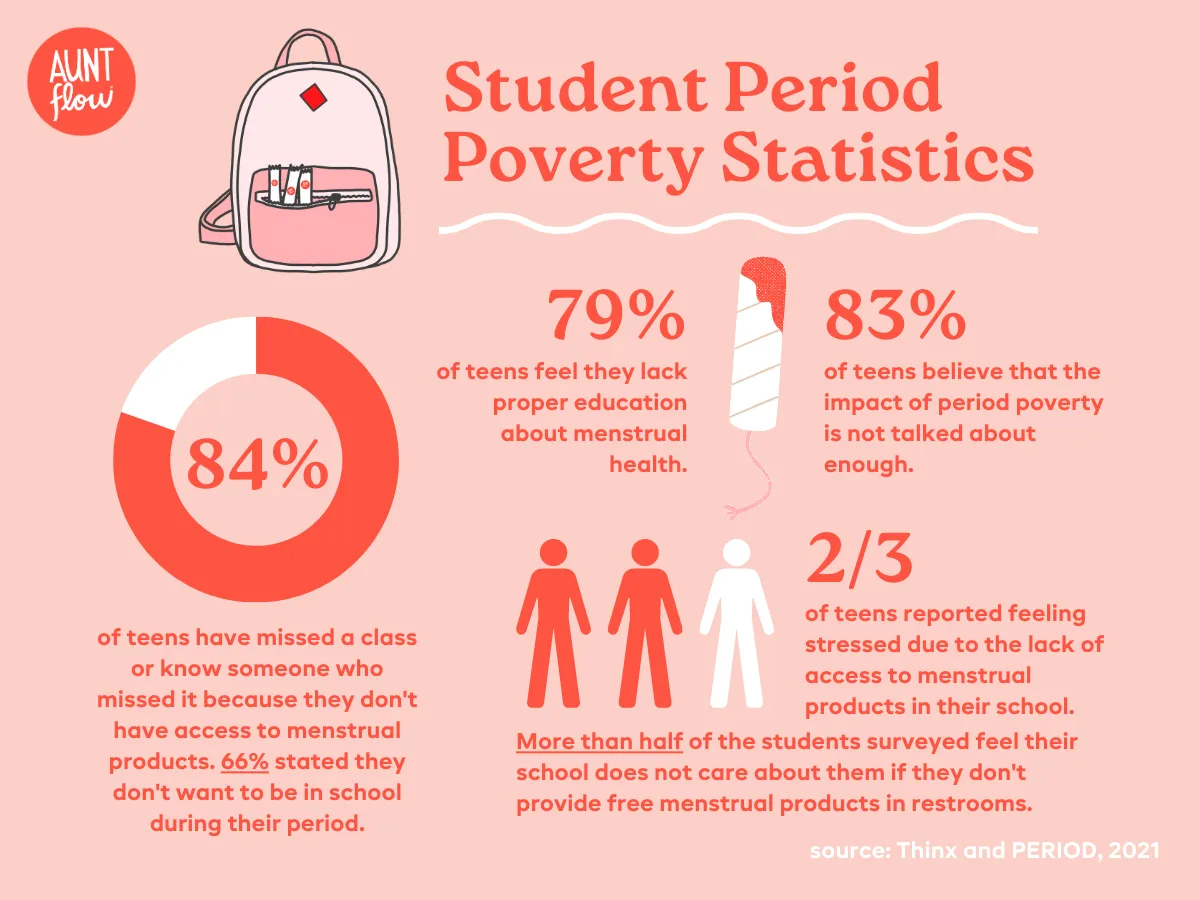 AUNT
flow
Student Period
Poverty Statistics
84%
of teens have missed a class
or know someone who
missed it because they don't
have access to menstrual
products. 66% stated they
don't want to be in school
during their period.
79%
of teens feel they lack
proper education
about menstrual
health.
83%
of teens believe that the
impact of period poverty
is not talked about
enough.
2/3
of teens reported feeling
stressed due to the lack of
access to menstrual
products in their school.
More than half of the students surveyed feel their
school does not care about them if they don't
provide free menstrual products in restrooms.
source: Thinx and PERIOD, 2021